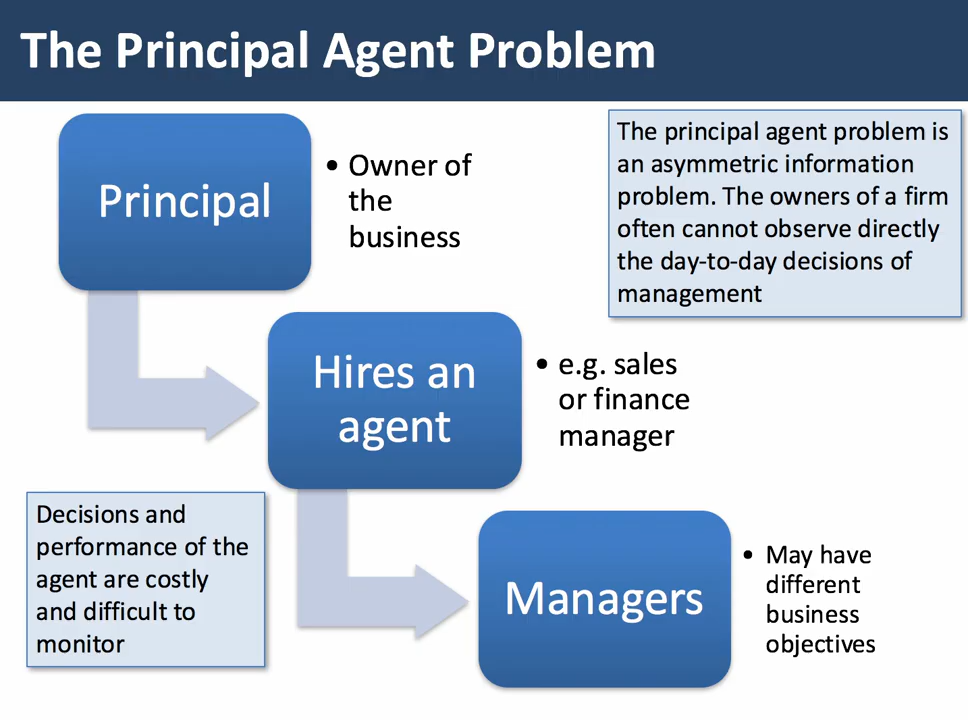 The Principal Agent Problem
Principal
• Owner of
the
business
The principal agent problem is
an asymmetric information
problem. The owners of a firm
often cannot observe directly
the day-to-day decisions of
management
Hires an
agent
• e.g. sales
or finance
manager
Decisions and
performance of the
agent are costly
and difficult to
monitor
Managers
• May have
different
business
objectives